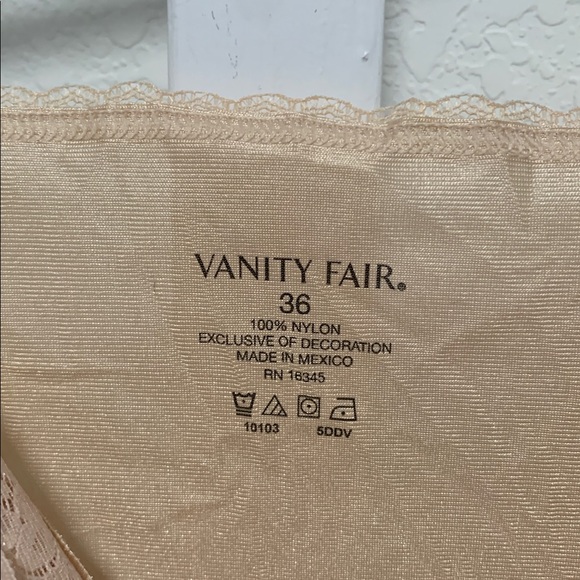 VANITY FAIR®
36
100% NYLON
EXCLUSIVE OF DECORATION
MADE IN MEXICO
RN 16345
10103 5DDV